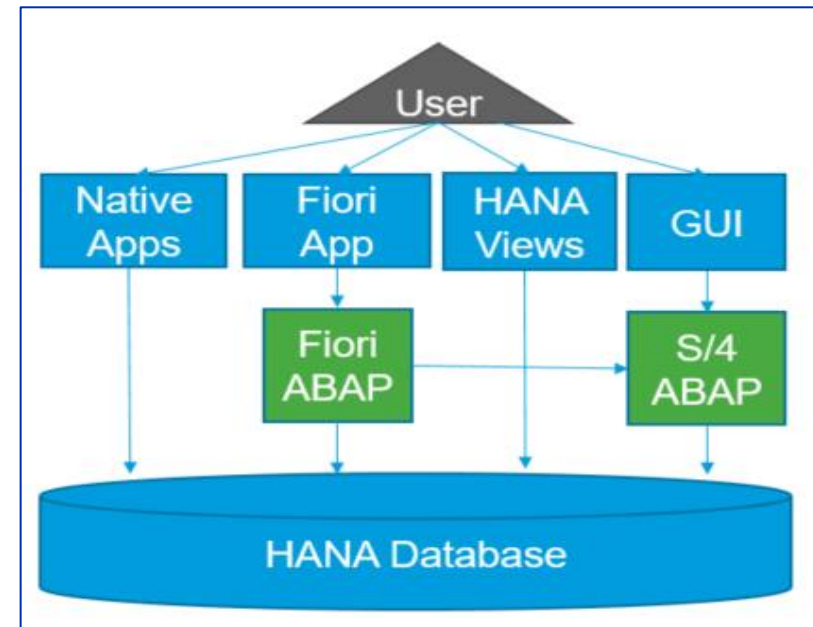 User
Native
Apps
Fiori
App
HANA
Views
GUI
Fiori
ABAP
S/4
ABAP
HANA Database